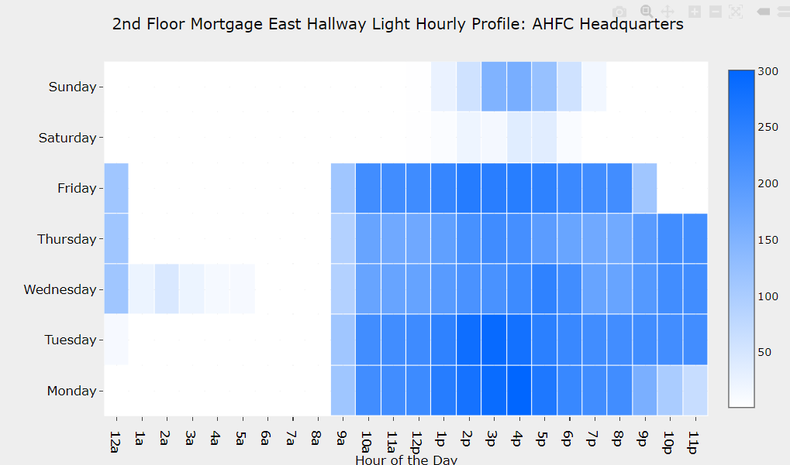 2nd Floor Mortgage East Hallway Light Hourly Profile: AHFC Headquarters
Sunday
Saturday
Friday
Thursday
Wednesday
Tuesday
Monday
12a 1a 2a 3a 4a 5a 6a 7a 8a 9a 10a 11a 12p 1p 2p 3p 4p 5p 6p 7p 8p 9p 10p 11p
Hour of the Day
300
250
200
150
100
50